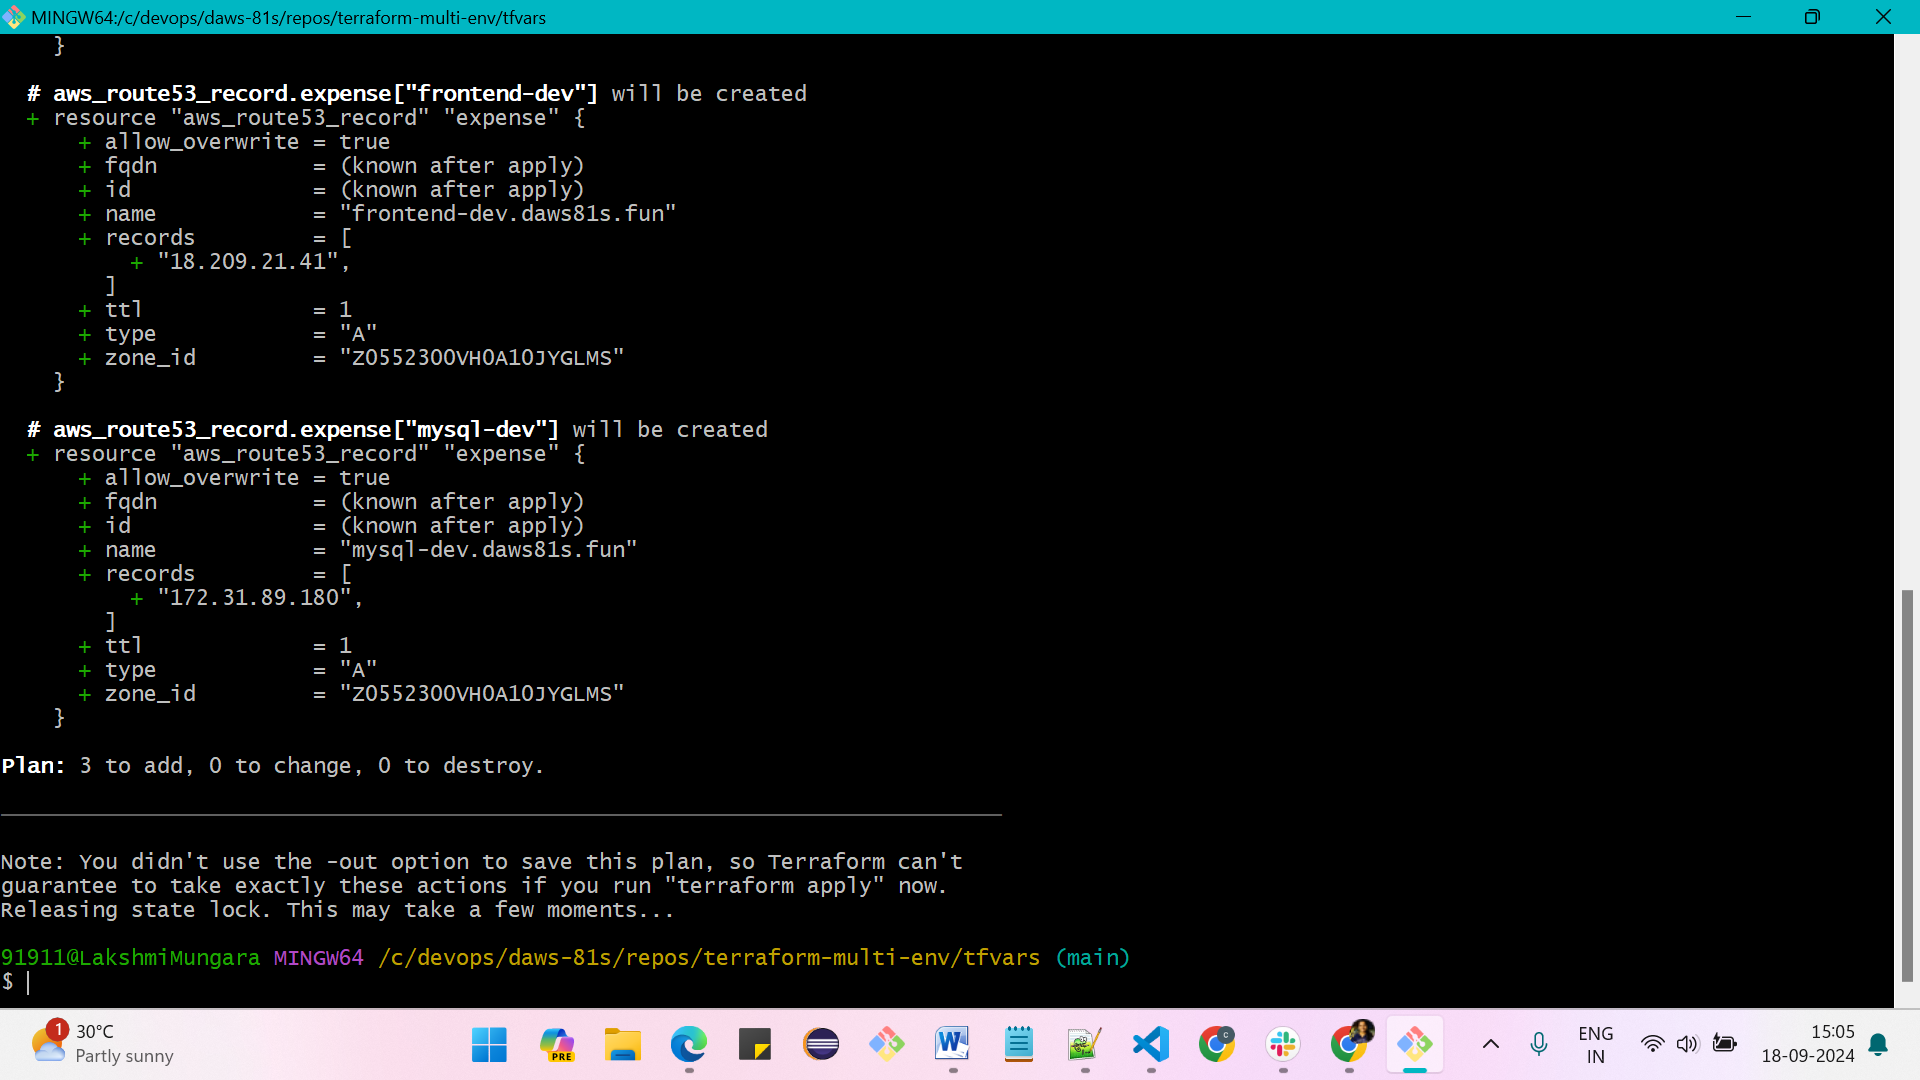 MINGW64:/c/devops/daws-81s/repos/terraform-multi-env/tfvars
    }
  # aws_route53_record.expense["frontend-dev"] will be created
  + resource "aws_route53_record" "expense" {
      + allow_overwrite = true
      + fqdn            = (known after apply)
      + id              = (known after apply)
      + name            = "frontend-dev.daws81s.fun"
      + records         = [
          + "18.209.21.41",
        ]
      + ttl             = 1
      + type            = "A"
      + zone_id         = "Z0552300VH0A10JYGLMS"
    }
  # aws_route53_record.expense["mysql-dev"] will be created
  + resource "aws_route53_record" "expense" {
      + allow_overwrite = true
      + fqdn            = (known after apply)
      + id              = (known after apply)
      + name            = "mysql-dev.daws81s.fun"
      + records         = [
          + "172.31.89.180",
        ]
      + ttl             = 1
      + type            = "A"
      + zone_id         = "Z0552300VH0A10JYGLMS"
    }
Plan: 3 to add, 0 to change, 0 to destroy.
Note: You didn't use the -out option to save this plan, so Terraform can't
guarantee to take exactly these actions if you run "terraform apply" now.
Releasing state lock. This may take a few moments...
91911@LakshmiMungara MINGW64 /c/devops/daws-81s/repos/terraform-multi-env/tfvars (main)
$
1
30°C
Partly sunny
PRE
W
C
ENG
IN
15:05
18-09-2024